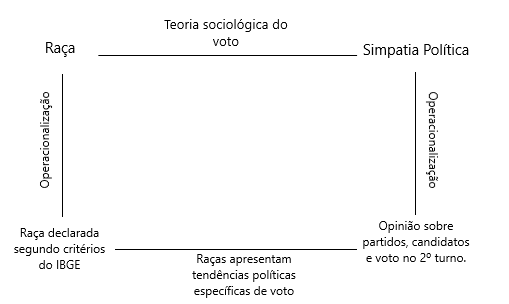 Teoria sociológica do
voto
Raça
Simpatia Política
Operacionalização
Operacionalização
Raça declarada
segundo critérios
do IBGE
Opinião sobre
partidos, candidatos
e voto no 2º turno.
Raças apresentam
tendências políticas
específicas de voto